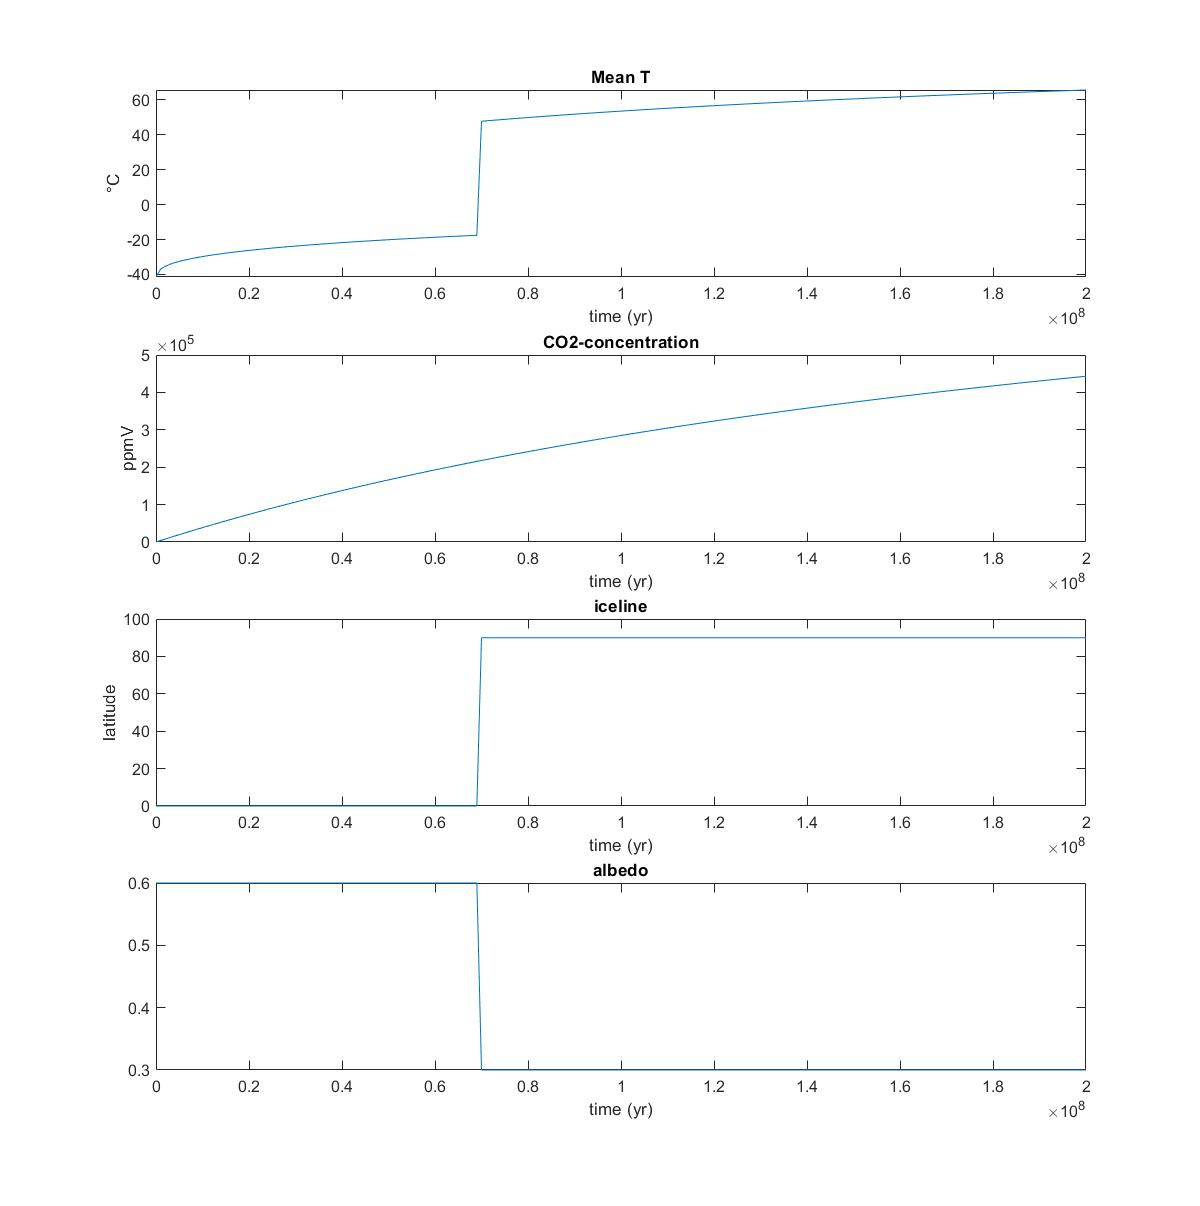 Mean T
60
40
20
0
-20
-40
°C
0 0.2 0.4 0.6 0.8 1 1.2 1.4 1.6 1.8 2
time (yr)
×10^8
CO2-concentration
×10^5
5
4
3
2
1
0
ppmV
0 0.2 0.4 0.6 0.8 1 1.2 1.4 1.6 1.8 2
time (yr)
×10^8
iceline
100
80
60
40
20
0
latitude
0 0.2 0.4 0.6 0.8 1 1.2 1.4 1.6 1.8 2
time (yr)
×10^8
albedo
0.6
0.5
0.4
0.3
0 0.2 0.4 0.6 0.8 1 1.2 1.4 1.6 1.8 2
time (yr)
×10^8